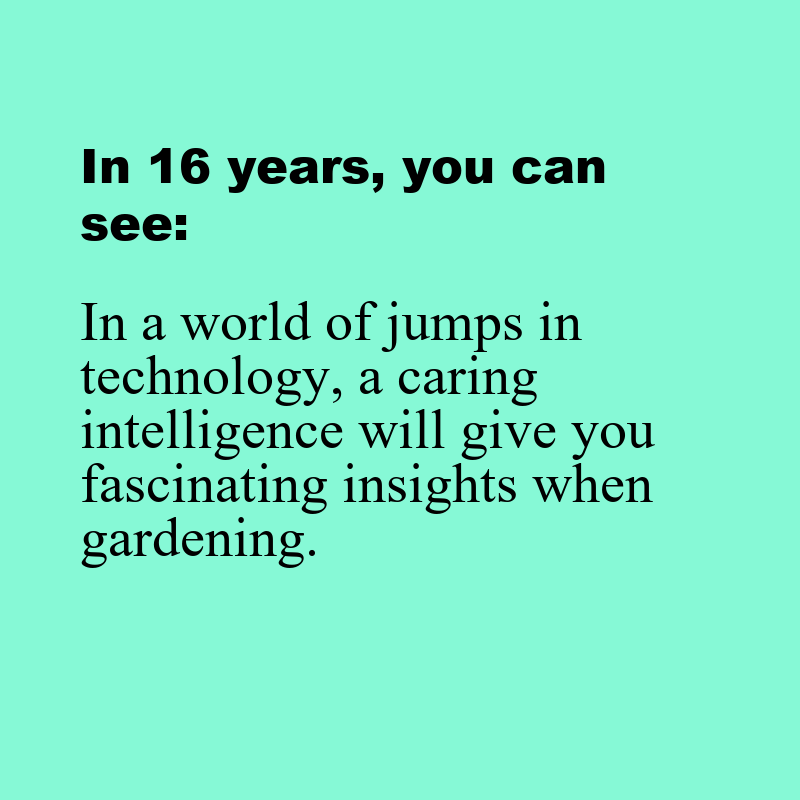 In 16 years, you can
see:
In a world of jumps in
technology, a caring
intelligence will give you
fascinating insights when
gardening.